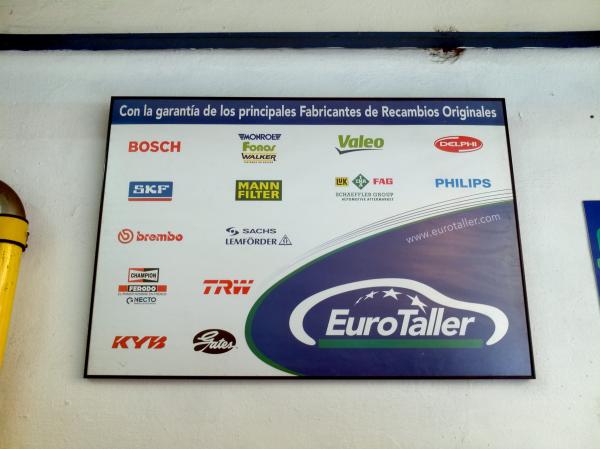 Con la garantía de los principales Fabricantes de Recambios Originales
BOSCH
MONROE
Fonos
WALKER
Valeo
DELPHI
SKF
MANN
FILTER
LuK
INA
FAG
SCHAEFFLER GROUP
AUTOMOTIVE AFTERMARKET
PHILIPS
brembo
SACHS
LEMFÖRDER
www.eurotaller.com
CHAMPION
FERODO
NECTO
TRW
EuroTaller
KYB
Gates